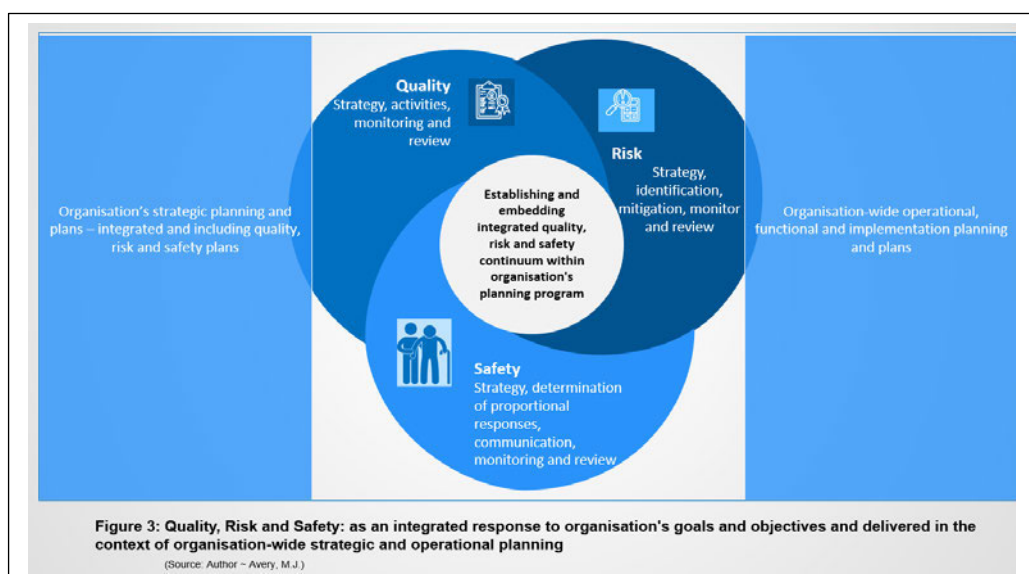 Quality
Strategy, activities,
monitoring and
review
Risk
Strategy,
identification,
mitigation, monitor
and review
Establishing and
embedding
integrated quality,
risk and safety
continuum within
organisation's
planning program
Organisation's strategic planning and
plans – integrated and including quality,
risk and safety plans
Organisation-wide operational,
functional and implementation planning
and plans
Safety
Strategy, determination
of proportional
responses,
communication,
monitoring and review
Figure 3: Quality, Risk and Safety: as an integrated response to organisation's goals and objectives and delivered in the
context of organisation-wide strategic and operational planning
(Source: Author ~ Avery, M.J.)